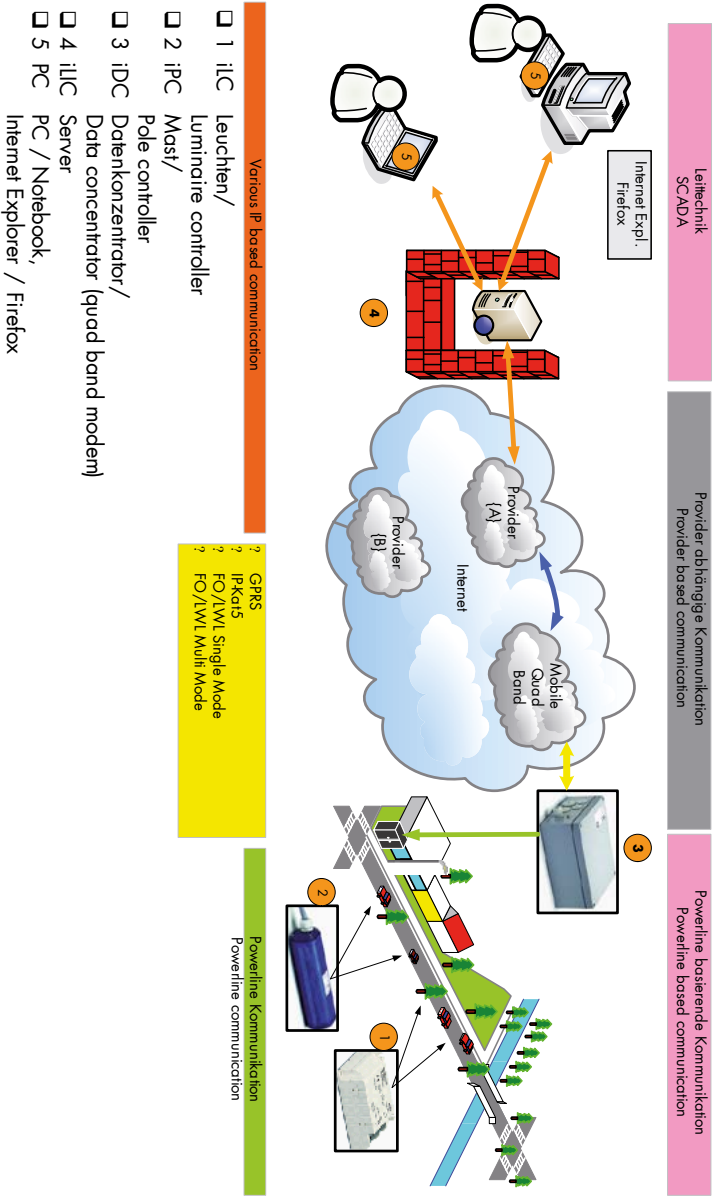 Leittechnik
SCADA
Provider abhängige Kommunikation
Provider based communication
Powerline basierende Kommunikation
Powerline based communication
Internet Expl.
Firefox
5
5
4
Provider
{A}
Provider
{B}
Internet
Mobile
Quad
Band
3
2
1
Various IP based communication
? GPRS
? IP-Kat5
? FO/LWL Single Mode
? FO/LWL Multi Mode
Powerline Kommunikation
Powerline communication
❑ 1 iLC Leuchten/
Luminaire controller
❑ 2 iPC Mast/
Pole controller
❑ 3 iDC Datenkonzentrator/
Data concentrator (quad band modem)
❑ 4 iLIC Server
❑ 5 PC PC / Notebook,
Internet Explorer / Firefox